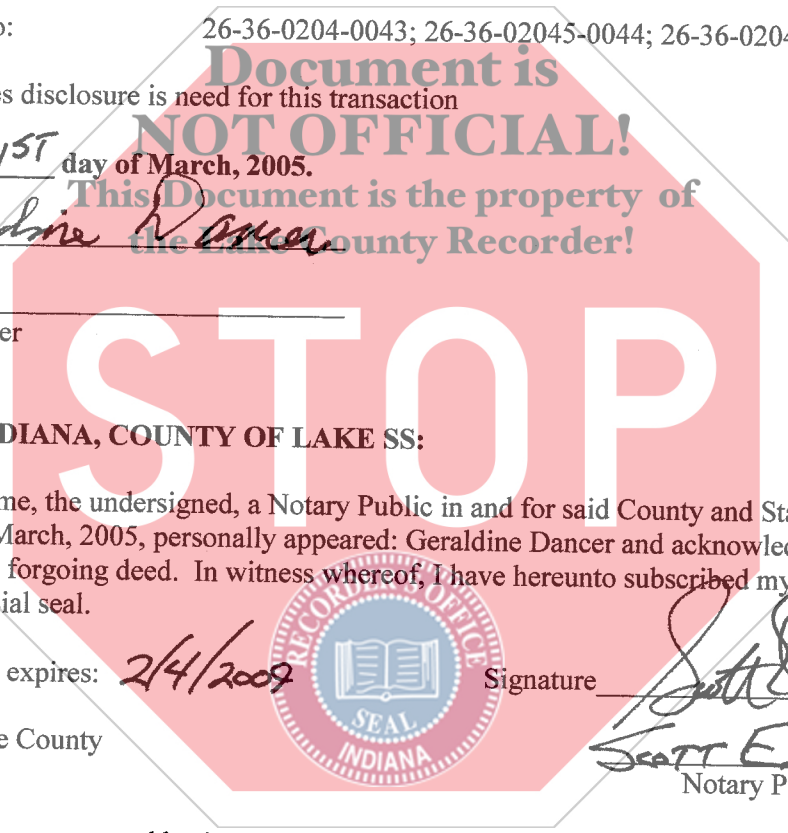 o: 26-36-0204-0043; 26-36-02045-0044; 26-36-0204
Document is
es disclosure is need for this transaction
NOT OFFICIAL!
1ST day of March, 2005.
This Document is the property of
Dancer
the Lake County Recorder!
er
STOP
DIANA, COUNTY OF LAKE SS:
me, the undersigned, a Notary Public in and for said County and Sta
March, 2005, personally appeared: Geraldine Dancer and acknowled
forgoing deed. In witness whereof, I have hereunto subscribed my
ial seal.
RECORDER'S OFFICE
SEAL
INDIANA
expires: 2/4/2009 Signature Scott
e County
SCOTT E
Notary P